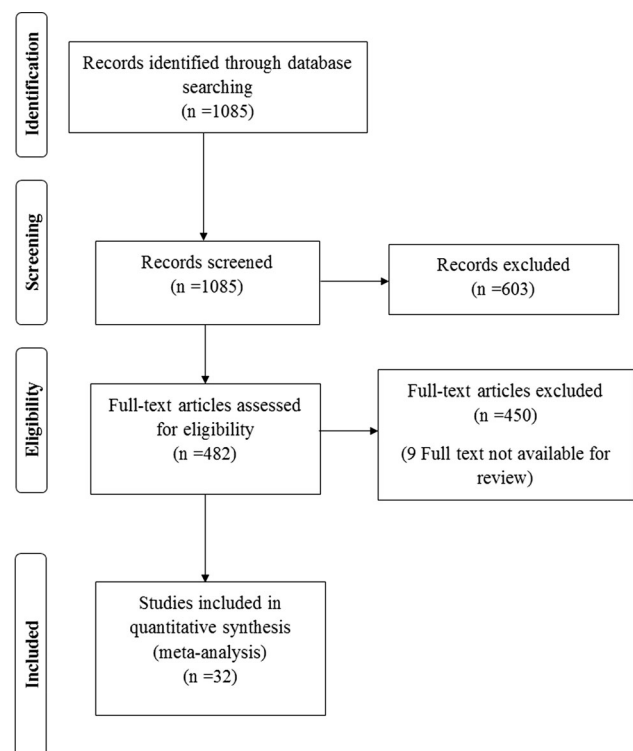 Identification
Records identified through database
searching
(n =1085)
Screening
Records screened
(n =1085)
Records excluded
(n =603)
Eligibility
Full-text articles assessed
for eligibility
(n =482)
Full-text articles excluded
(n =450)
(9 Full text not available for
review)
Included
Studies included in
quantitative synthesis
(meta-analysis)
(n =32)